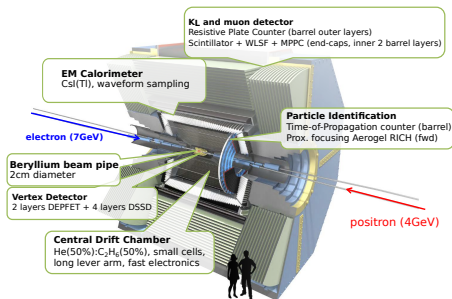 KL and muon detector
Resistive Plate Counter (barrel outer layers)
Scintillator + WLSF + MPPC (end-caps, inner 2 barrel layers)
EM Calorimeter
CsI(Tl), waveform sampling
electron (7GeV)
Particle Identification
Time-of-Propagation counter (barrel)
Prox. focusing Aerogel RICH (fwd)
Beryllium beam pipe
2cm diameter
Vertex Detector
2 layers DEPFET + 4 layers DSSD
positron (4GeV)
Central Drift Chamber
He(50%):C2H6(50%), small cells,
long lever arm, fast electronics